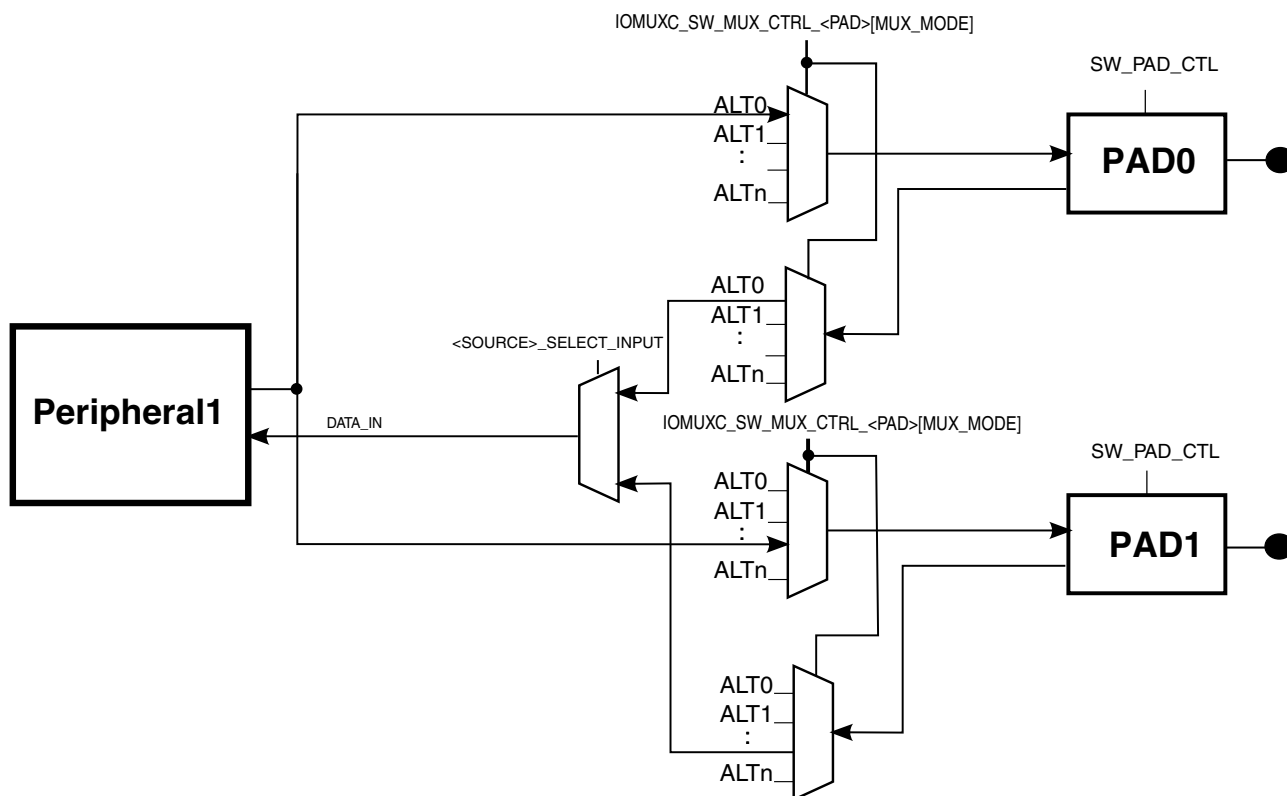 IOMUXC_SW_MUX_CTRL_<PAD>[MUX_MODE]
SW_PAD_CTL
ALT0
ALT1
:
ALTn
PAD0
ALT0
ALT1
:
ALTn
<SOURCE>_SELECT_INPUT
Peripheral1
DATA_IN
IOMUXC_SW_MUX_CTRL_<PAD>[MUX_MODE]
SW_PAD_CTL
ALT0
ALT1
:
ALTn
PAD1
ALT0
ALT1
:
ALTn